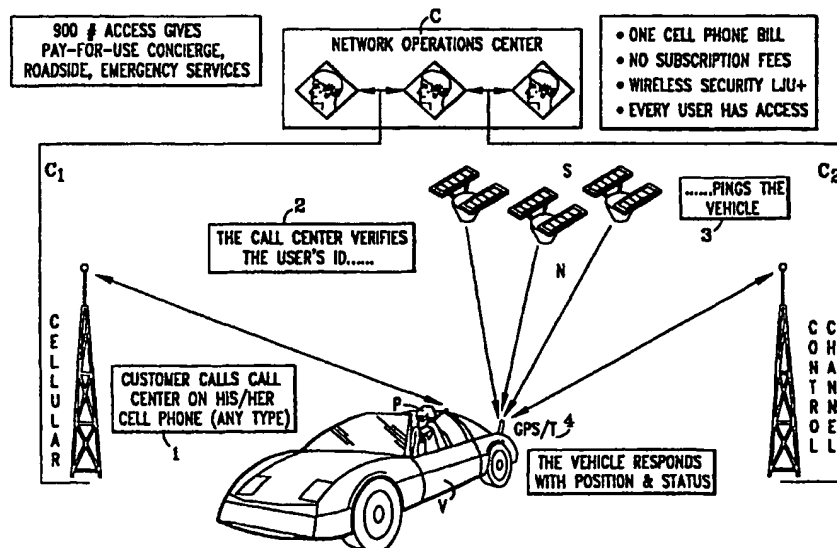 900 # ACCESS GIVES
PAY-FOR-USE CONCIERGE,
ROADSIDE, EMERGENCY SERVICES
C
NETWORK OPERATIONS CENTER
• ONE CELL PHONE BILL
• NO SUBSCRIPTION FEES
• WIRELESS SECURITY LJU+
• EVERY USER HAS ACCESS
C1
S
C2
2
THE CALL CENTER VERIFIES
THE USER'S ID......
......PINGS THE
VEHICLE
3
N
CELLULAR
CONTROL
CHANNEL
CUSTOMER CALLS CALL
CENTER ON HIS/HER
CELL PHONE (ANY TYPE)
1
P
GPS/T
4
THE VEHICLE RESPONDS
WITH POSITION & STATUS
V